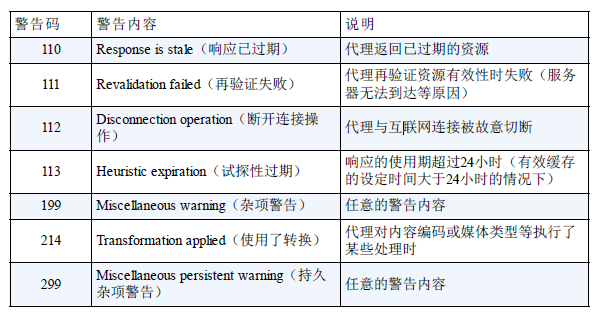 警告码 警告内容 说明
110 Response is stale（响应已过期） 代理返回已过期的资源
111 Revalidation failed（再验证失败） 代理再验证资源有效性时失败（服务
器无法到达等原因）
112 Disconnection operation（断开连接操
作） 代理与互联网连接被故意切断
113 Heuristic expiration（试探性过期） 响应的使用期超过24小时（有效缓存
的设定时间大于24小时的情况下）
199 Miscellaneous warning（杂项警告） 任意的警告内容
214 Transformation applied（使用了转换） 代理对内容编码或媒体类型等执行了
某些处理时
299 Miscellaneous persistent warning（持久
杂项警告） 任意的警告内容